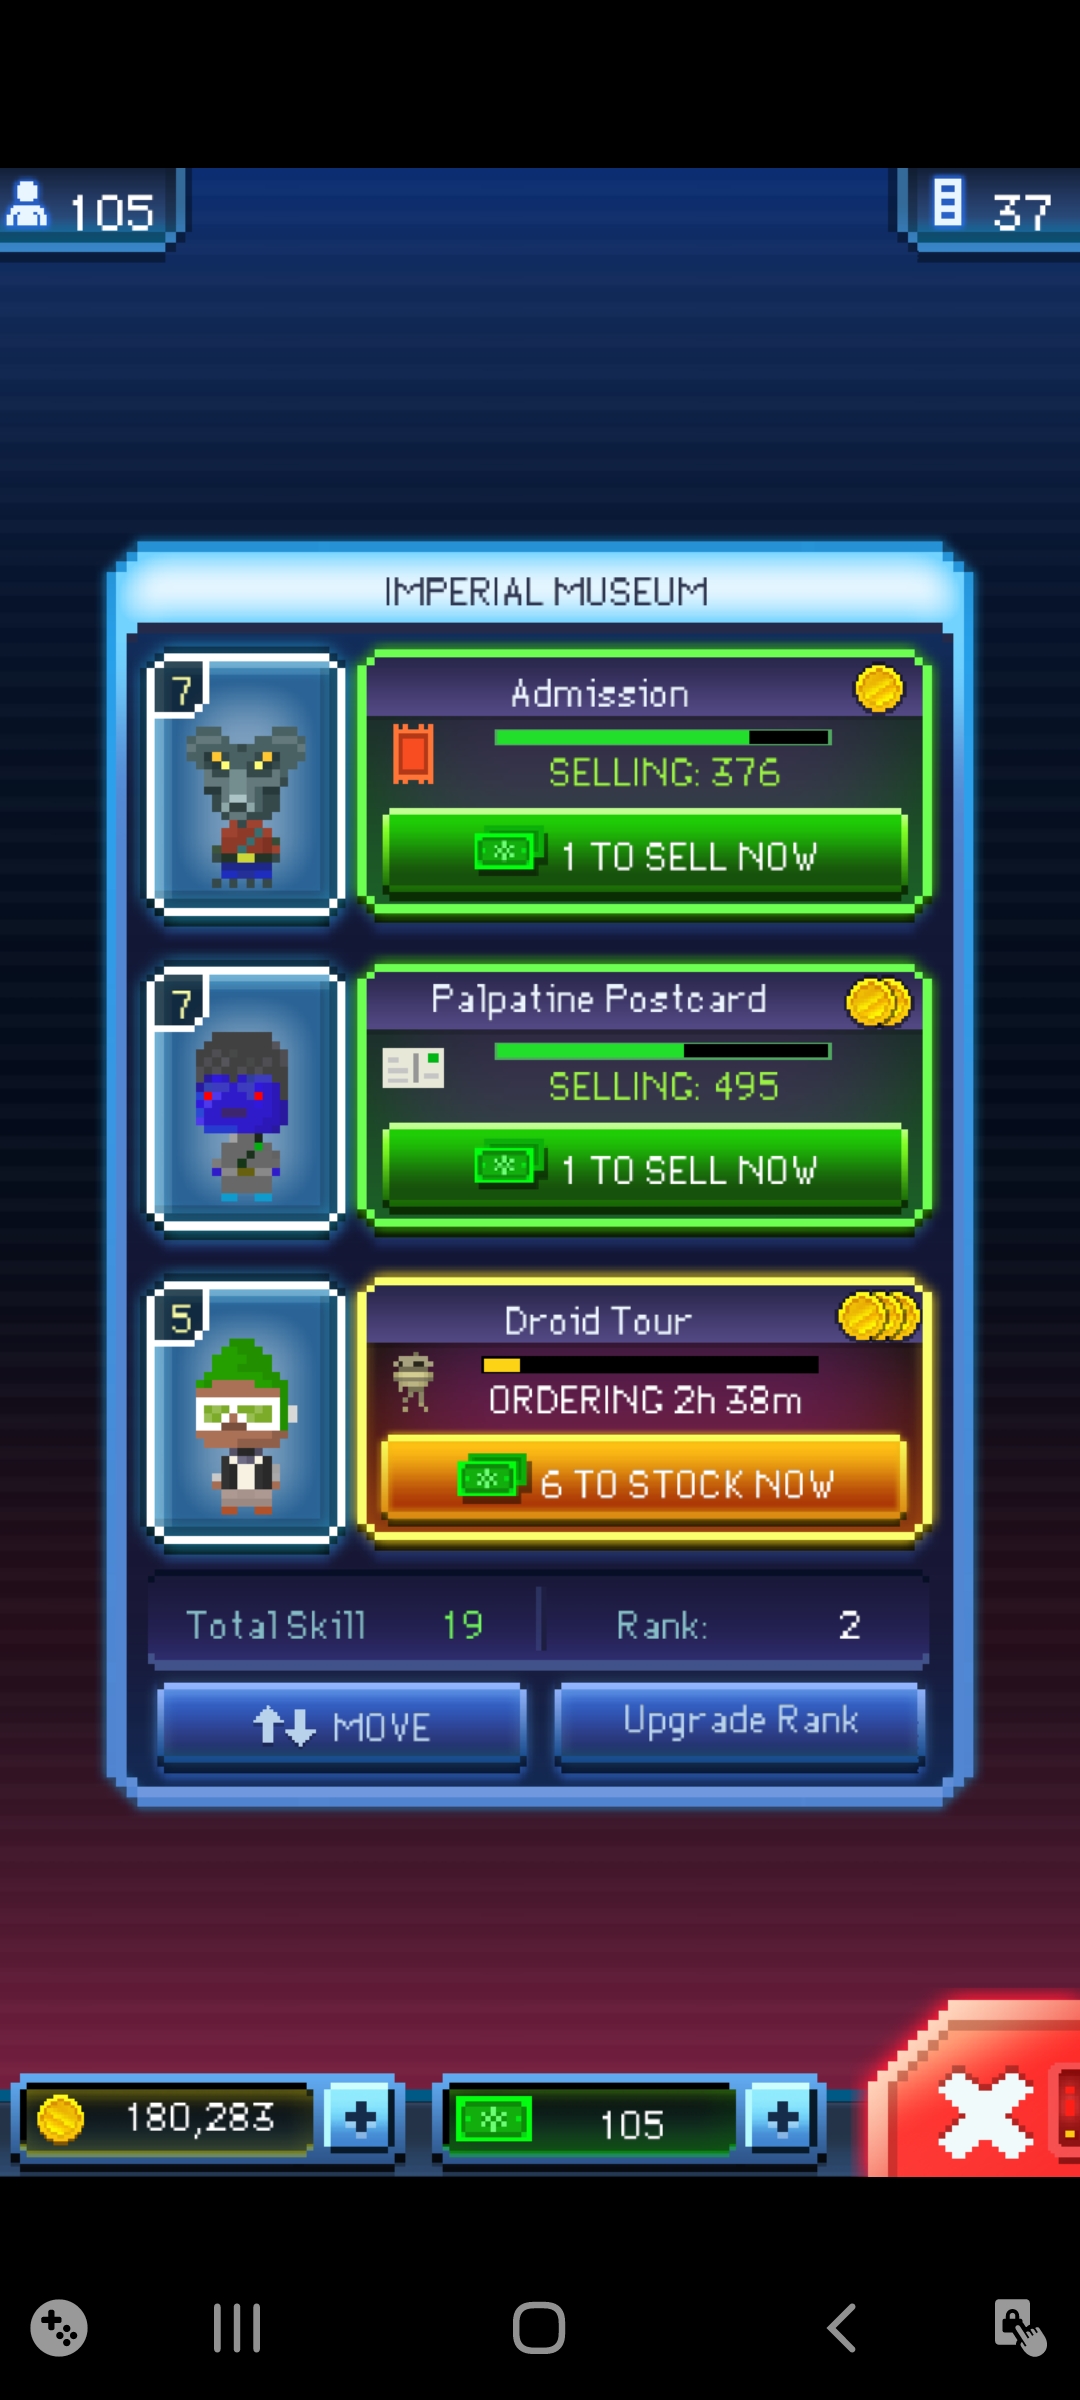 105
37
IMPERIAL MUSEUM
7
Admission
SELLING: 376
1 TO SELL NOW
7
Palpatine Postcard
SELLING: 495
1 TO SELL NOW
5
Droid Tour
ORDERING 2h 38m
6 TO STOCK NOW
Total Skill 19
Rank: 2
MOVE
Upgrade Rank
180,283
105